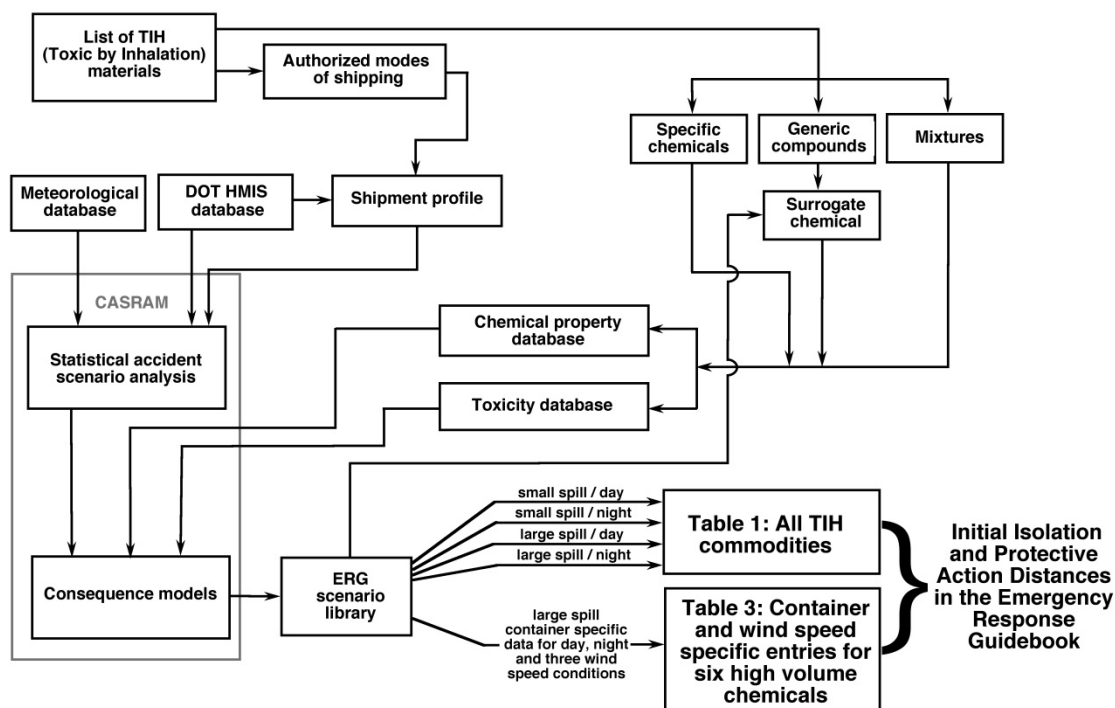 List of TIH
(Toxic by Inhalation)
materials
Authorized modes
of shipping
Specific
chemicals
Generic
compounds
Mixtures
Meteorological
database
DOT HMIS
database
Shipment profile
Surrogate
chemical
CASRAM
Statistical accident
scenario analysis
Chemical property
database
Toxicity database
Consequence models
ERG
scenario
library
small spill / day
small spill / night
large spill / day
large spill / night
large spill
container specific
data for day, night
and three wind
speed conditions
Table 1: All TIH
commodities
Table 3: Container
and wind speed
specific entries for
six high volume
chemicals
Initial Isolation
and Protective
Action Distances
in the Emergency
Response
Guidebook